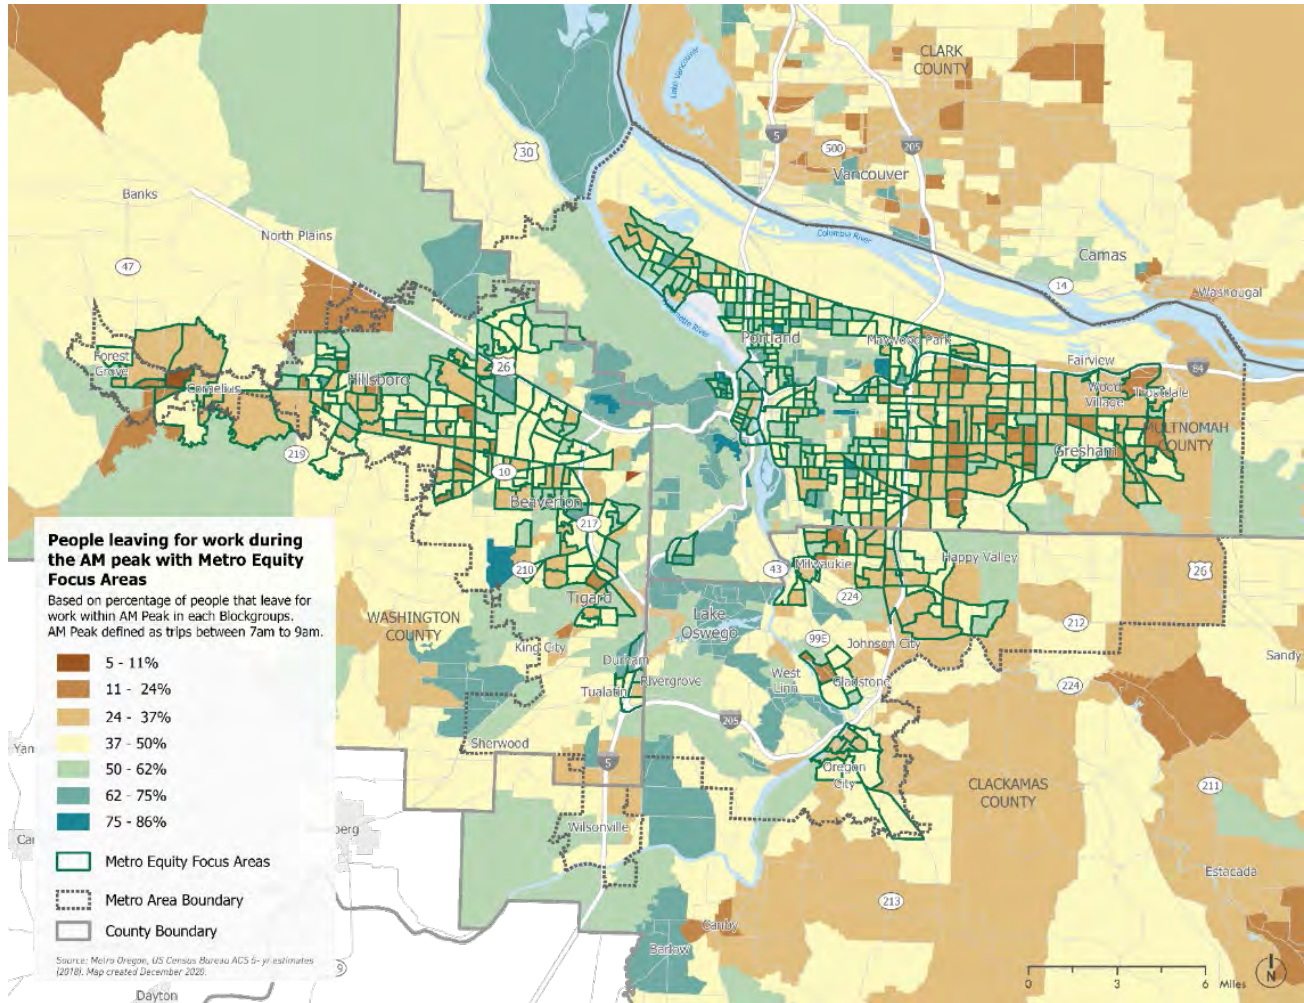 CLARK
COUNTY
Lake Vancouver
5
30
500
205
Vancouver
Banks
Columbia River
North Plains
47
Camas
14
Washougal
Portland
Maywood Park
Forest
Grove
Fairview
84
26
Hillsboro
Cornelius
Wood
Village
Troutdale
MULTNOMAH
COUNTY
Gresham
219
10
Beaverton
217
People leaving for work during
the AM peak with Metro Equity
Focus Areas
Based on percentage of people that leave for
work within AM Peak in each Blockgroups.
AM Peak defined as trips between 7am to 9am.
5 - 11%
11 - 24%
24 - 37%
37 - 50%
50 - 62%
62 - 75%
75 - 86%
Metro Equity Focus Areas
Metro Area Boundary
County Boundary
Source: Metro Oregon, US Census Bureau ACS 5- yr estimates
(2018). Map created December 2020.
210
43
Milwaukie
Happy Valley
26
Tigard
224
WASHINGTON
COUNTY
Lake
Oswego
212
99E
Johnson City
King City
Sandy
Durham
Rivergrove
West
Linn
Gladstone
224
Tualatin
205
Sherwood
5
Oregon
City
CLACKAMAS
COUNTY
211
Wilsonville
berg
Estacada
213
Canby
Barlow
Dayton
0 3 6 Miles
N